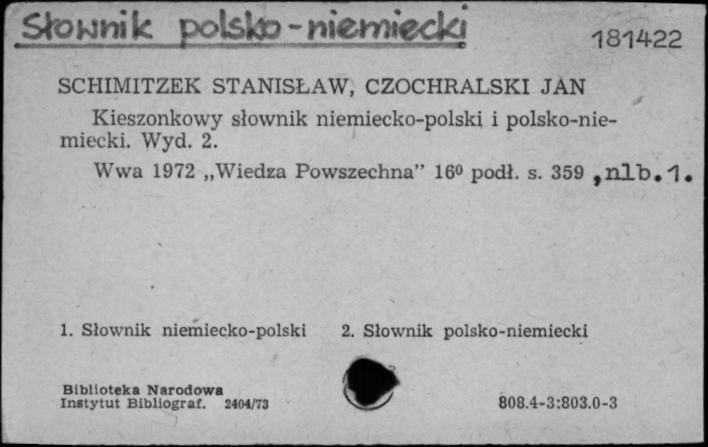 Słownik polsko-niemiecki
181422
SCHIMITZEK STANISŁAW, CZOCHRALSKI JAN
Kieszonkowy słownik niemiecko-polski i polsko-nie-
miecki. Wyd. 2.
Wwa 1972 „Wiedza Powszechna” 16⁰ podł. s. 359 ,nlb.1.
1. Słownik niemiecko-polski 2. Słownik polsko-niemiecki
Biblioteka Narodowa
Instytut Bibliograf. 2404/73
808.4-3:803.0-3